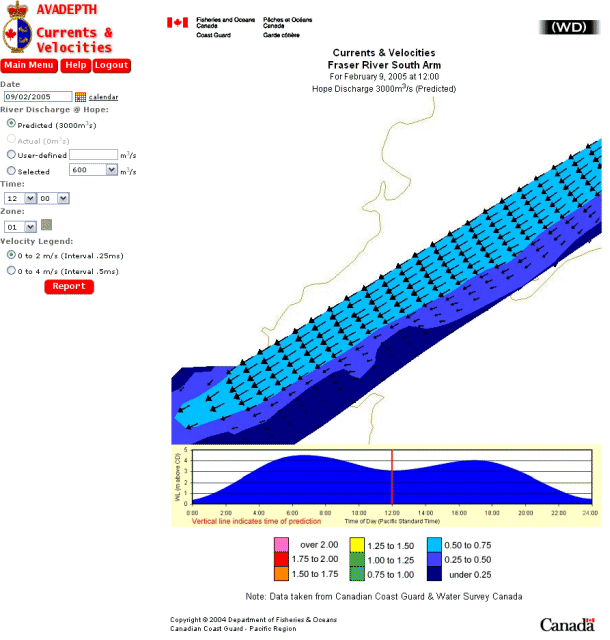 AVADEPTH
Currents &
Velocities
Main Menu Help Logout
Date
09/02/2005 calendar
River Discharge @ Hope:
Predicted (3000m³s)
Actual (0m³s)
User-defined m³/s
Selected 600 m³/s
Time:
12 00
Zone:
01
Velocity Legend:
0 to 2 m/s (Interval .25ms)
0 to 4 m/s (Interval .5ms)
Report
Fisheries and Oceans Pêches et Océans
Canada Canada
Coast Guard Garde côtière
(WD)
Currents & Velocities
Fraser River South Arm
For February 9, 2005 at 12:00
Hope Discharge 3000m³/s (Predicted)
WL (m above CD)
5
4
3
2
1
0
0:00 2:00 4:00 6:00 8:00 10:00 12:00 14:00 16:00 18:00 20:00 22:00 24:00
Vertical line indicates time of prediction Time of Day (Pacific Standard Time)
over 2.00 1.25 to 1.50 0.50 to 0.75
1.75 to 2.00 1.00 to 1.25 0.25 to 0.50
1.50 to 1.75 0.75 to 1.00 under 0.25
Note: Data taken from Canadian Coast Guard & Water Survey Canada
Copyright © 2004 Department of Fisheries & Oceans
Canadian Coast Guard - Pacific Region
Canada